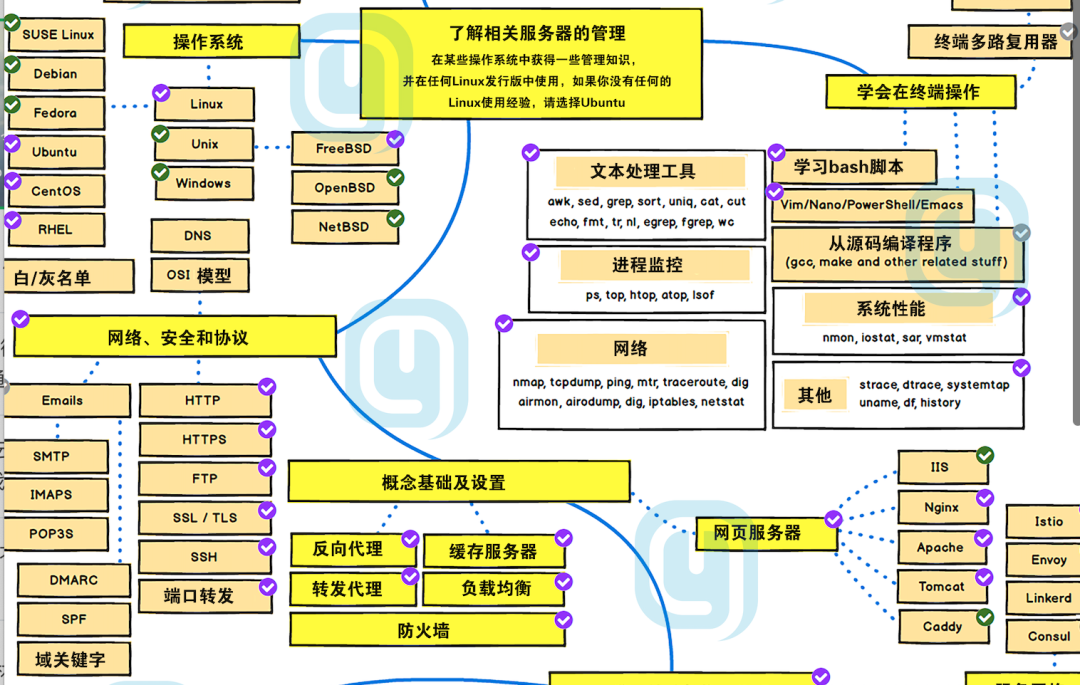 了解相关服务器的管理
在某些操作系统中获得一些管理知识，
并在任何Linux发行版中使用，如果你没有任何的
Linux使用经验，请选择Ubuntu
操作系统
SUSE Linux
Debian
Fedora
Ubuntu
CentOS
RHEL
Linux
Unix
Windows
FreeBSD
OpenBSD
NetBSD
DNS
OSI 模型
白/灰名单
网络、安全和协议
Emails
SMTP
IMAPS
POP3S
DMARC
SPF
域关键字
HTTP
HTTPS
FTP
SSL / TLS
SSH
端口转发
终端多路复用器
学会在终端操作
文本处理工具
awk, sed, grep, sort, uniq, cat, cut
echo, fmt, tr, nl, egrep, fgrep, wc
进程监控
ps, top, htop, atop, lsof
网络
nmap, tcpdump, ping, mtr, traceroute, dig
airmon, airodump, dig, iptables, netstat
学习bash脚本
Vim/Nano/PowerShell/Emacs
从源码编译程序
(gcc, make and other related stuff)
系统性能
nmon, iostat, sar, vmstat
其他
strace, dtrace, systemtap
uname, df, history
概念基础及设置
反向代理
缓存服务器
转发代理
负载均衡
防火墙
网页服务器
IIS
Nginx
Apache
Tomcat
Caddy
Istio
Envoy
Linkerd
Consul